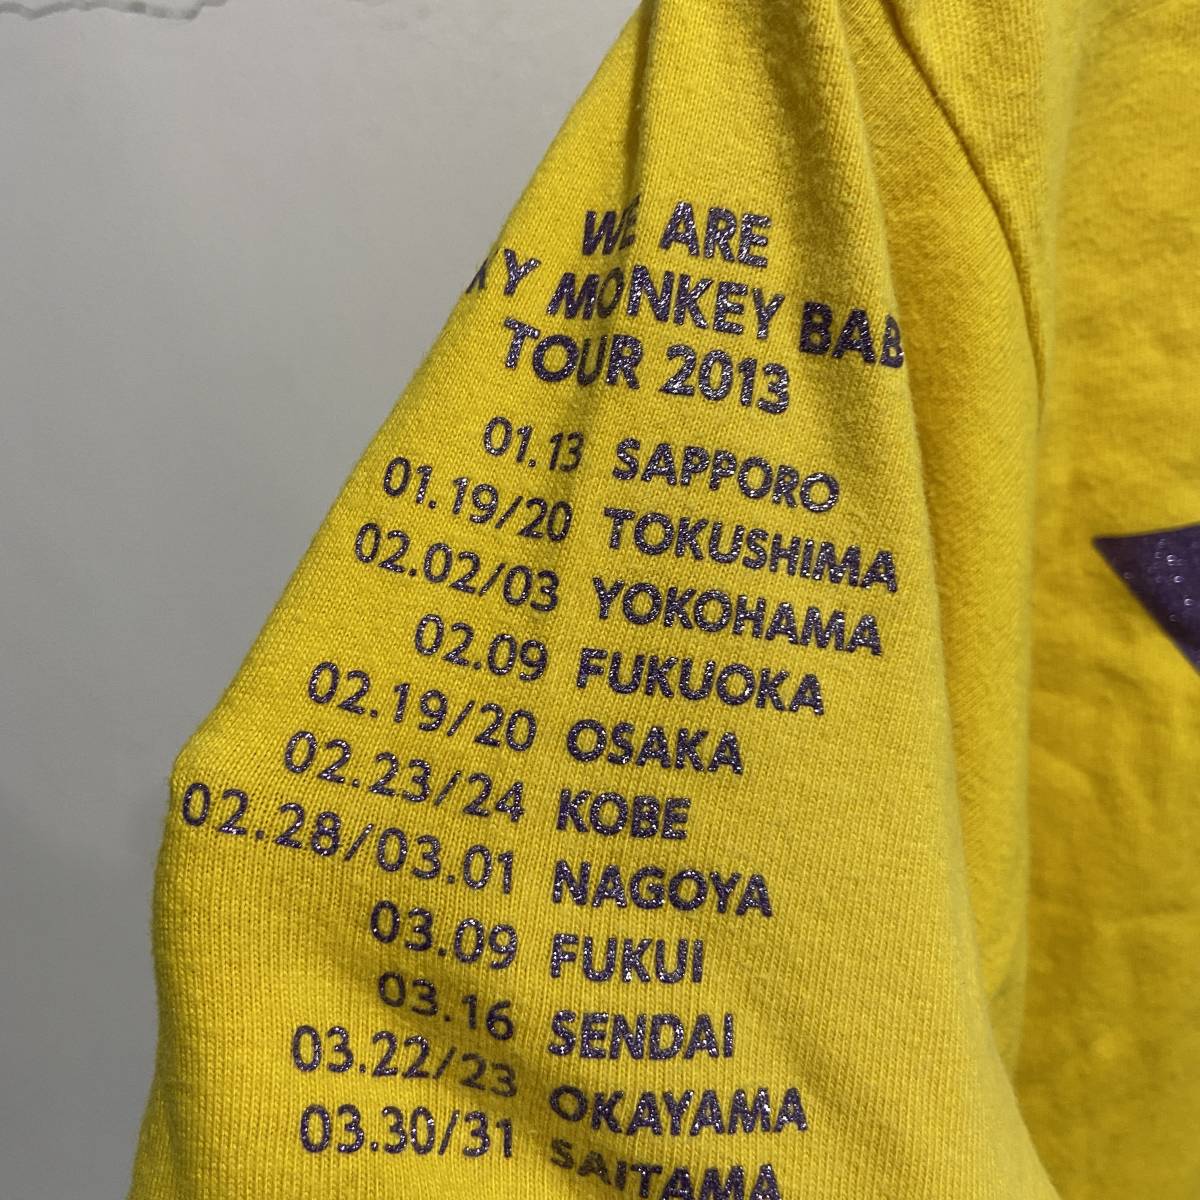 WE ARE
KY MONKEY BAB
TOUR 2013
01.13 SAPPORO
01.19/20 TOKUSHIMA
02.02/03 YOKOHAMA
02.09 FUKUOKA
02.19/20 OSAKA
02.23/24 KOBE
02.28/03.01 NAGOYA
03.09 FUKUI
03.16 SENDAI
03.22/23 OKAYAMA
03.30/31 SAITAMA